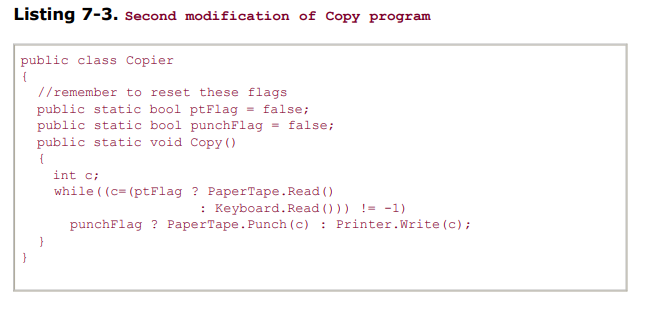 Listing 7-3. Second modification of Copy program
public class Copier
{
  //remember to reset these flags
  public static bool ptFlag = false;
  public static bool punchFlag = false;
  public static void Copy()
  {
    int c;
    while((c=(ptFlag ? PaperTape.Read()
                      : Keyboard.Read())) != -1)
      punchFlag ? PaperTape.Punch(c) : Printer.Write(c);
  }
}